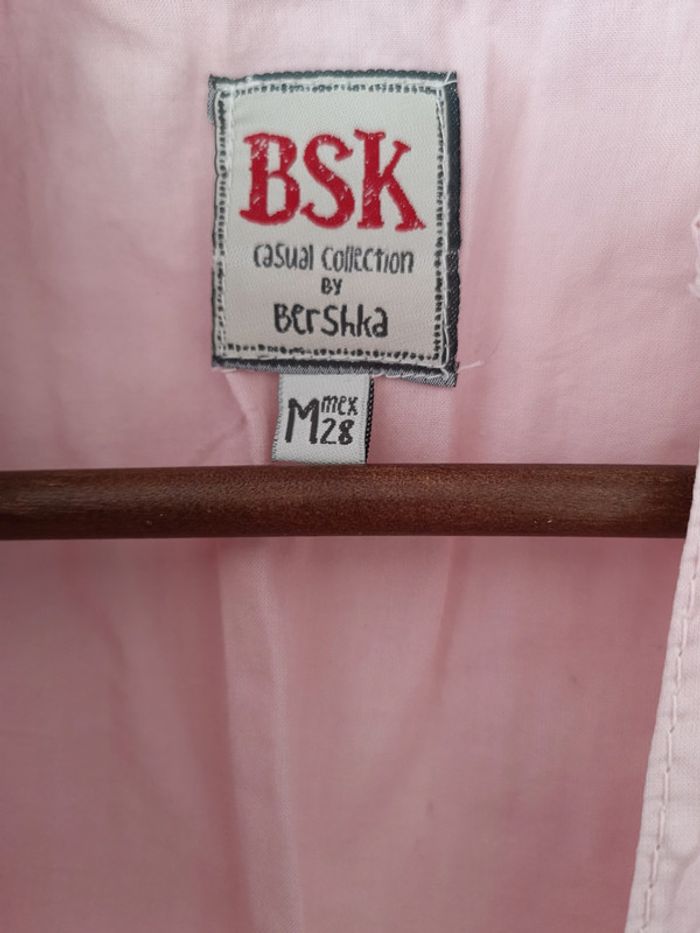 BSK
casual collection
BY
Bershka
M mex
28